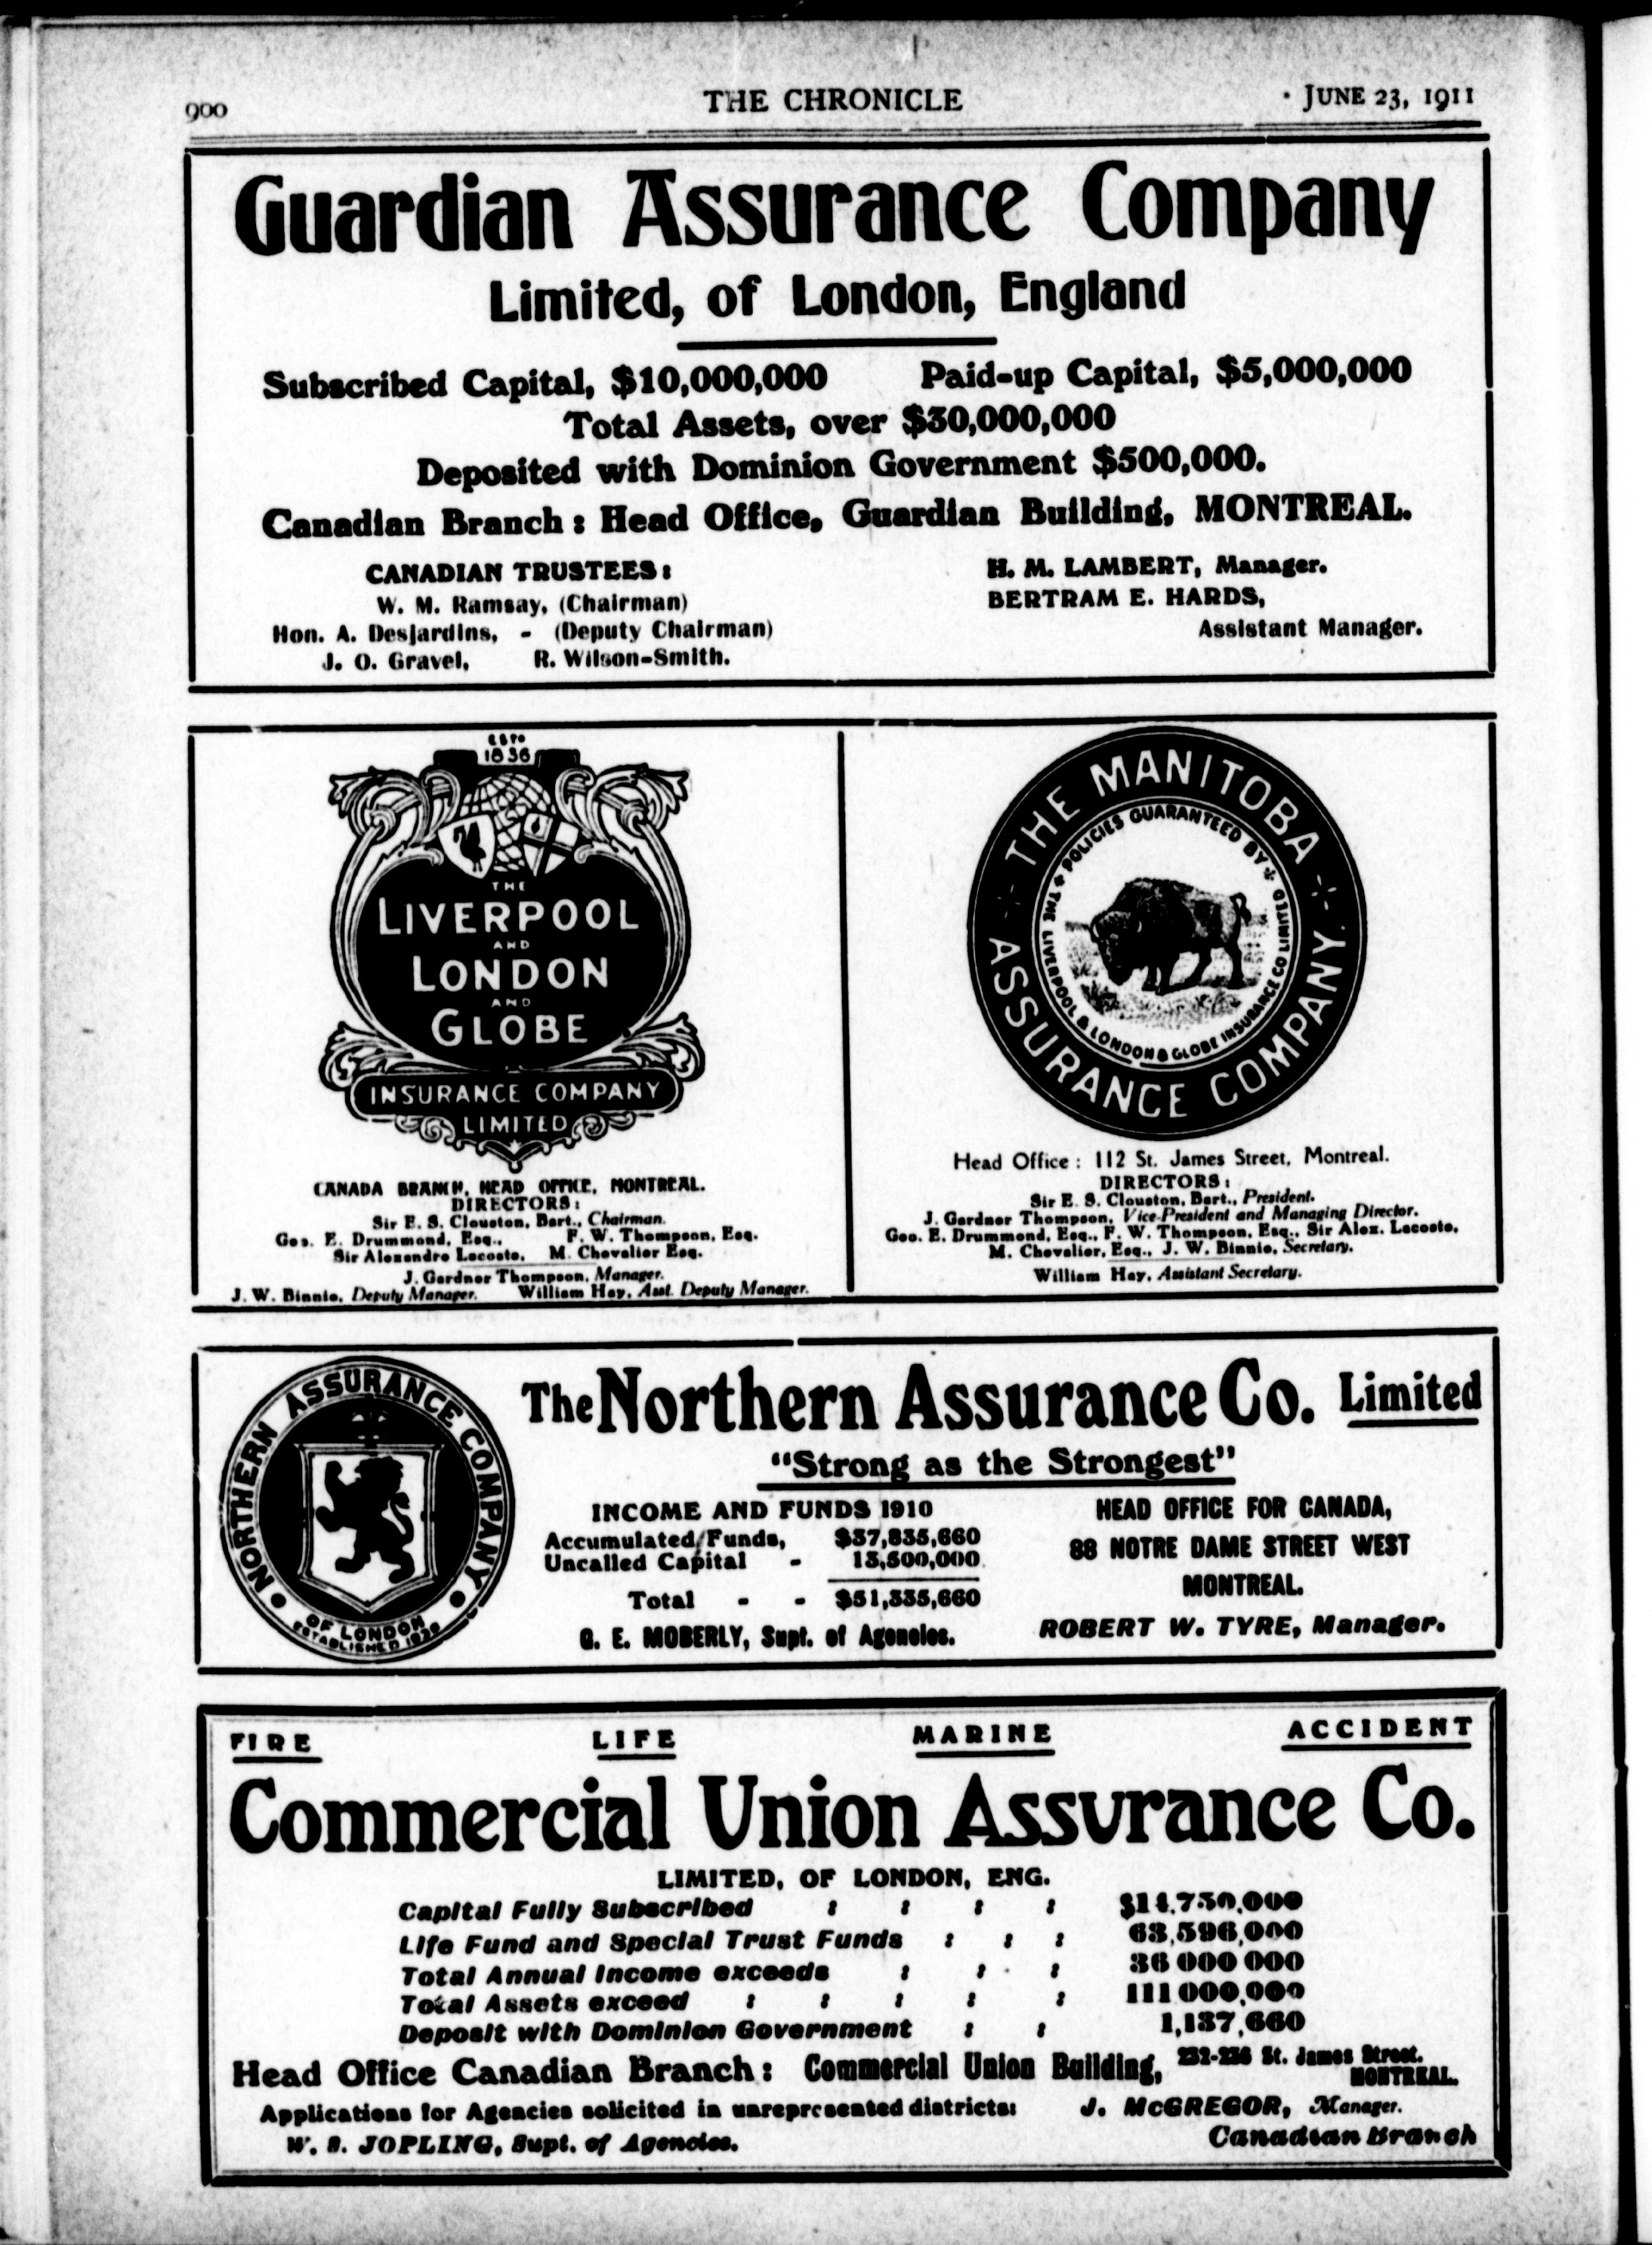 900
THE CHRONICLE
JUNE 23, 1911
Guardian Assurance Company
Limited, of London, England
Subscribed Capital, $10,000,000 Paid-up Capital, $5,000,000
Total Assets, over $30,000,000
Deposited with Dominion Government $500,000.
Canadian Branch : Head Office, Guardian Building, MONTREAL.
CANADIAN TRUSTEES :
W. M. Ramsay, (Chairman)
Hon. A. Desjardins, - (Deputy Chairman)
J. O. Gravel, R. Wilson-Smith.
H. M. LAMBERT, Manager.
BERTRAM E. HARDS,
Assistant Manager.
ESTD
1836
THE
LIVERPOOL
AND
LONDON
AND
GLOBE
INSURANCE COMPANY
LIMITED
CANADA BRANCH, HEAD OFFICE, MONTREAL.
DIRECTORS :
Sir E. S. Clouston, Bart., Chairman.
Geo. E. Drummond, Esq., F. W. Thompson, Esq.
Sir Alexandre Lacoste, M. Chevalier Esq.
J. Gardner Thompson, Manager.
J. W. Binnie, Deputy Manager. William Hay, Asst. Deputy Manager.
THE MANITOBA
ASSURANCE COMPANY.
POLICIES GUARANTEED BY
THE LIVERPOOL & LONDON & GLOBE INSURANCE CO LIMITED
Head Office : 112 St. James Street, Montreal.
DIRECTORS :
Sir E. S. Clouston, Bart., President.
J. Gardner Thompson, Vice-President and Managing Director.
Geo. E. Drummond, Esq., F. W. Thompson, Esq., Sir Alex. Lacoste,
M. Chevalier, Esq., J. W. Binnie, Secretary.
William Hay, Assistant Secretary.
NORTHERN ASSURANCE COMPANY
OF LONDON
ESTABLISHED 1836
The Northern Assurance Co. Limited
"Strong as the Strongest"
INCOME AND FUNDS 1910
Accumulated Funds, $37,835,660
Uncalled Capital - 13,500,000
Total - - $51,335,660
G. E. MOBERLY, Supt. of Agencies.
HEAD OFFICE FOR CANADA,
88 NOTRE DAME STREET WEST
MONTREAL.
ROBERT W. TYRE, Manager.
FIRE LIFE MARINE ACCIDENT
Commercial Union Assurance Co.
LIMITED, OF LONDON, ENG.
Capital Fully Subscribed : : : : $14,750,000
Life Fund and Special Trust Funds : : : 63,596,000
Total Annual Income exceeds : : : 36 000 000
Total Assets exceed : : : : : 111 000,000
Deposit with Dominion Government : : 1,137,660
Head Office Canadian Branch : Commercial Union Building, 232-236 St. James Street,
MONTREAL.
Applications for Agencies solicited in unrepresented districts:
W. S. JOPLING, Supt. of Agencies.
J. McGREGOR, Manager.
Canadian Branch